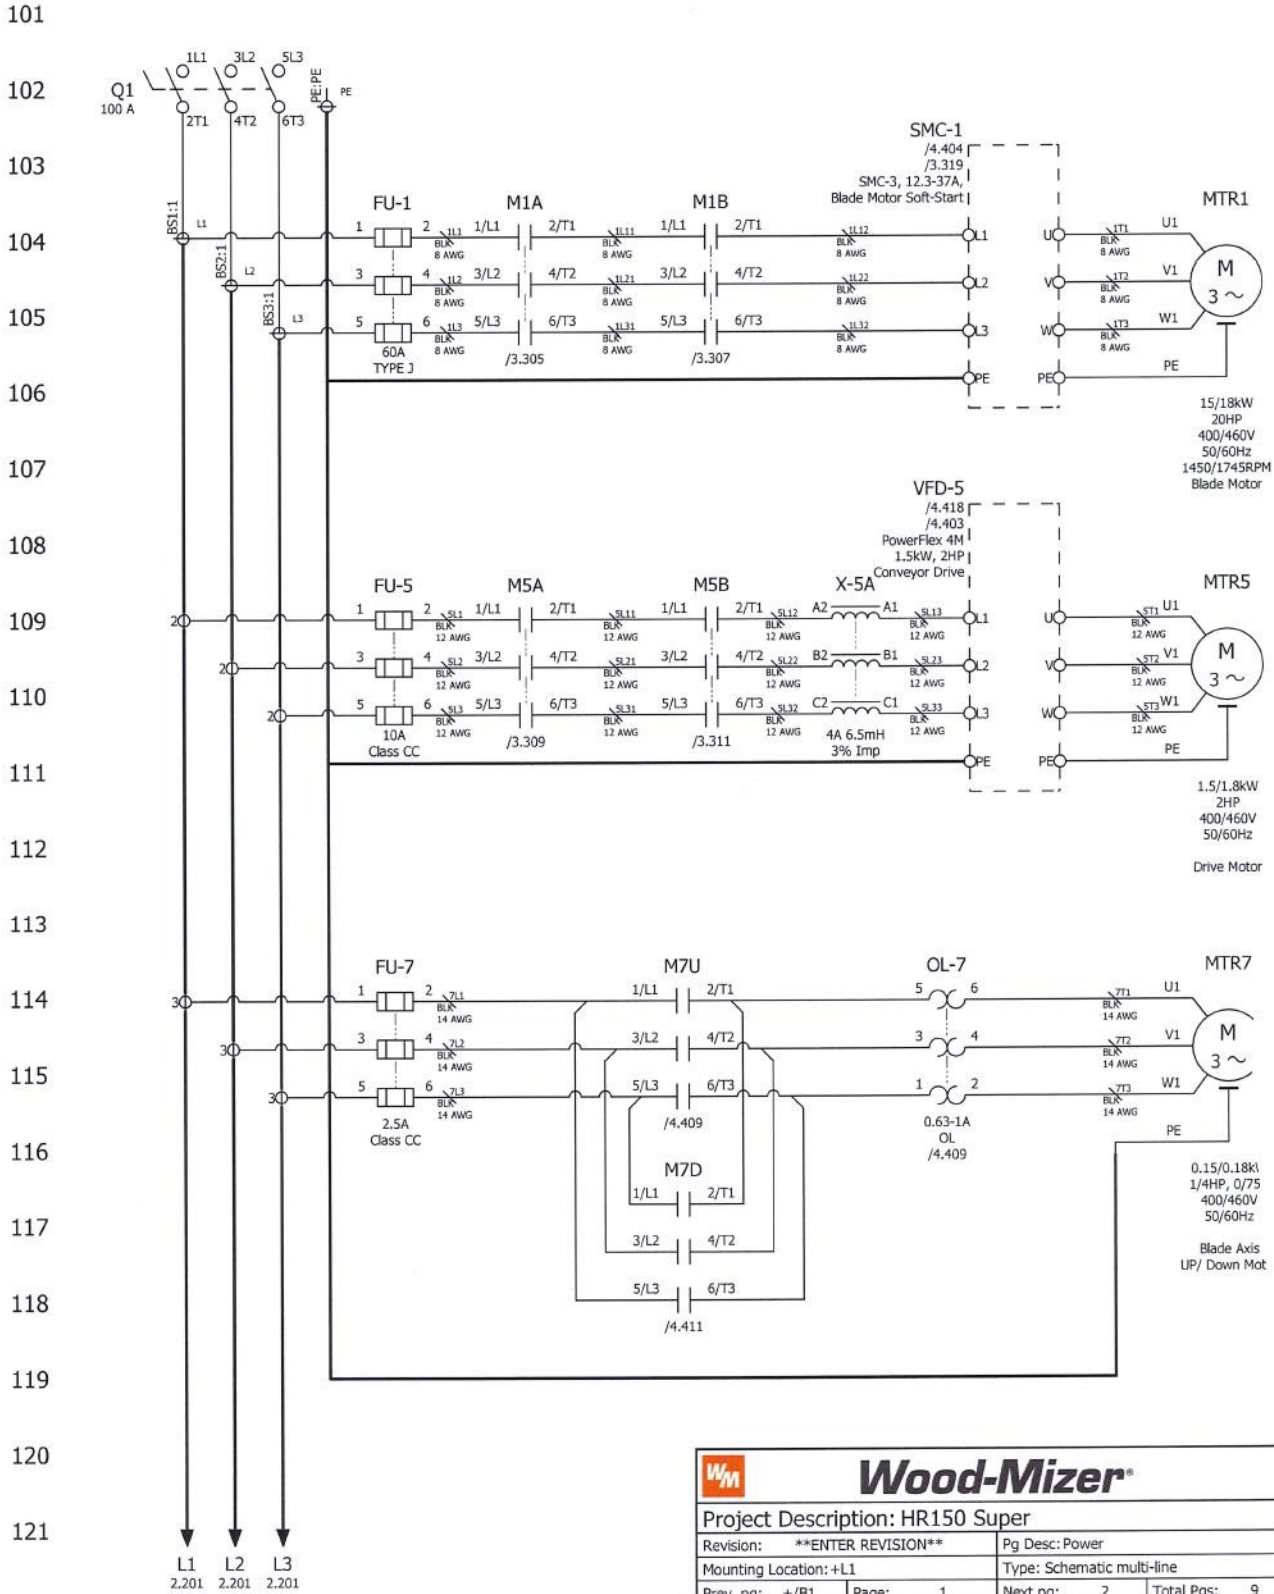 101
1L1 3L2 5L3
Q1
100 A
102
PE:PE
PE
2T1 4T2 6T3
SMC-1
/4.404
/3.319
SMC-3, 12.3-37A,
Blade Motor Soft-Start
103
FU-1 M1A M1B MTR1
BS1:1 L1
104
1 2 1L1 BLK 8 AWG 1/L1 2/T1 1L11 BLK 8 AWG 1/L1 2/T1 1L12 BLK 8 AWG L1 U 1T1 BLK 8 AWG U1
BS2:1 L2
3 4 1L2 BLK 8 AWG 3/L2 4/T2 1L21 BLK 8 AWG 3/L2 4/T2 1L22 BLK 8 AWG L2 V 1T2 BLK 8 AWG V1
M
3 ~
105
BS3:1 L3
5 6 1L3 BLK 8 AWG 5/L3 6/T3 1L31 BLK 8 AWG 5/L3 6/T3 1L32 BLK 8 AWG L3 W 1T3 BLK 8 AWG W1
60A
TYPE J
/3.305 /3.307
PE PE PE
106
15/18kW
20HP
400/460V
50/60Hz
1450/1745RPM
Blade Motor
107
VFD-5
/4.418
/4.403
PowerFlex 4M
1.5kW, 2HP
Conveyor Drive
108
FU-5 M5A M5B X-5A MTR5
109
2 1 2 5L1 BLK 12 AWG 1/L1 2/T1 5L11 BLK 12 AWG 1/L1 2/T1 5L12 BLK 12 AWG A2 A1 5L13 BLK 12 AWG L1 U 5T1 BLK 12 AWG U1
2 3 4 5L2 BLK 12 AWG 3/L2 4/T2 5L21 BLK 12 AWG 3/L2 4/T2 5L22 BLK 12 AWG B2 B1 5L23 BLK 12 AWG L2 V 5T2 BLK 12 AWG V1
M
3 ~
110
2 5 6 5L3 BLK 12 AWG 5/L3 6/T3 5L31 BLK 12 AWG 5/L3 6/T3 5L32 BLK 12 AWG C2 C1 5L33 BLK 12 AWG L3 W 5T3 BLK 12 AWG W1
10A
Class CC
/3.309 /3.311
4A 6.5mH
3% Imp
PE PE PE
111
1.5/1.8kW
2HP
400/460V
50/60Hz
112
Drive Motor
113
FU-7 M7U OL-7 MTR7
114
3 1 2 7L1 BLK 14 AWG 1/L1 2/T1 5 6 7T1 BLK 14 AWG U1
3 3 4 7L2 BLK 14 AWG 3/L2 4/T2 3 4 7T2 BLK 14 AWG V1
M
3 ~
115
3 5 6 7L3 BLK 14 AWG 5/L3 6/T3 1 2 7T3 BLK 14 AWG W1
2.5A
Class CC
/4.409
0.63-1A
OL
/4.409
PE
116
M7D
1/L1 2/T1
0.15/0.18k
1/4HP, 0/75
400/460V
50/60Hz
117
3/L2 4/T2
Blade Axis
UP/ Down Mot
118
5/L3 6/T3
/4.411
119
120
WM
Wood-Mizer®
Project Description: HR150 Super
121
Revision: **ENTER REVISION** Pg Desc: Power
Mounting Location: +L1 Type: Schematic multi-line
L1 L2 L3
2.201 2.201 2.201
Prev. pg: +/B1 Page: 1 Next pg: 2 Total Pgs: 9